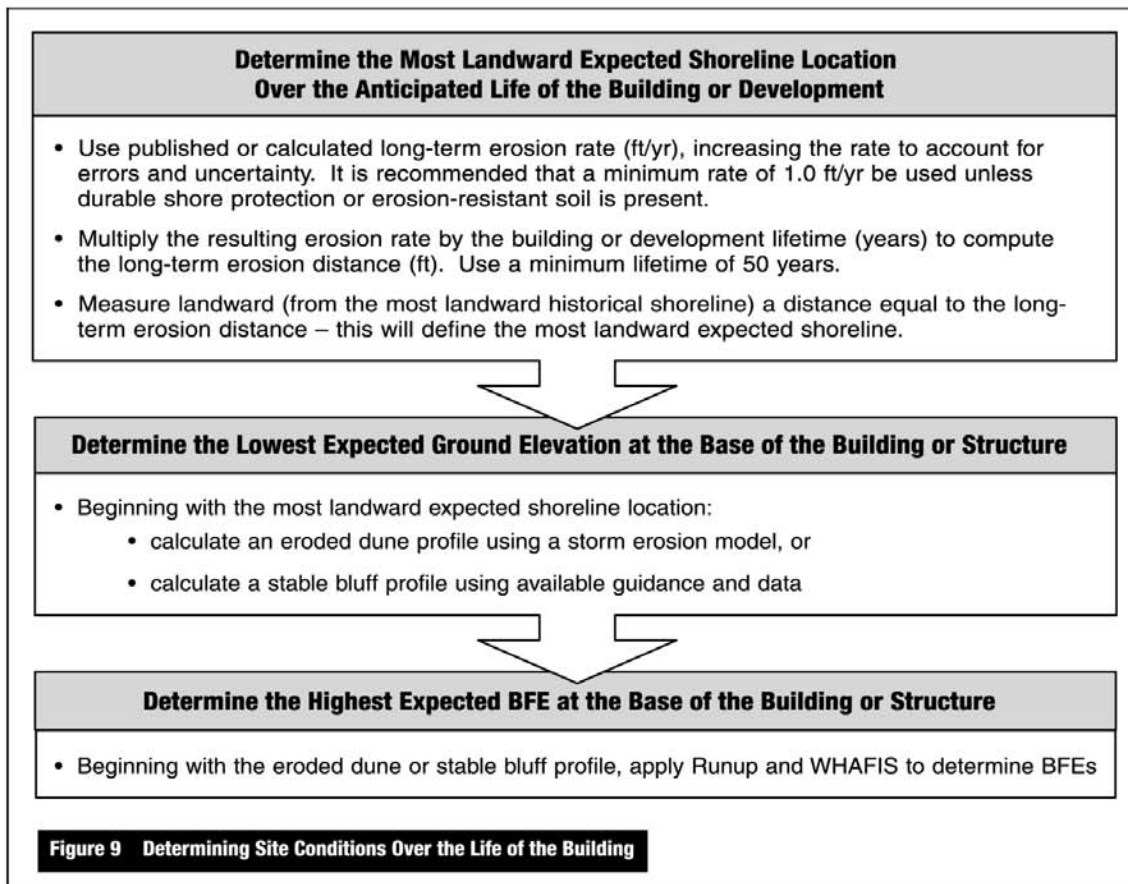 Determine the Most Landward Expected Shoreline Location
Over the Anticipated Life of the Building or Development
• Use published or calculated long-term erosion rate (ft/yr), increasing the rate to account for
errors and uncertainty. It is recommended that a minimum rate of 1.0 ft/yr be used unless
durable shore protection or erosion-resistant soil is present.
• Multiply the resulting erosion rate by the building or development lifetime (years) to compute
the long-term erosion distance (ft). Use a minimum lifetime of 50 years.
• Measure landward (from the most landward historical shoreline) a distance equal to the long-
term erosion distance – this will define the most landward expected shoreline.
Determine the Lowest Expected Ground Elevation at the Base of the Building or Structure
• Beginning with the most landward expected shoreline location:
• calculate an eroded dune profile using a storm erosion model, or
• calculate a stable bluff profile using available guidance and data
Determine the Highest Expected BFE at the Base of the Building or Structure
• Beginning with the eroded dune or stable bluff profile, apply Runup and WHAFIS to determine BFEs
Figure 9 Determining Site Conditions Over the Life of the Building